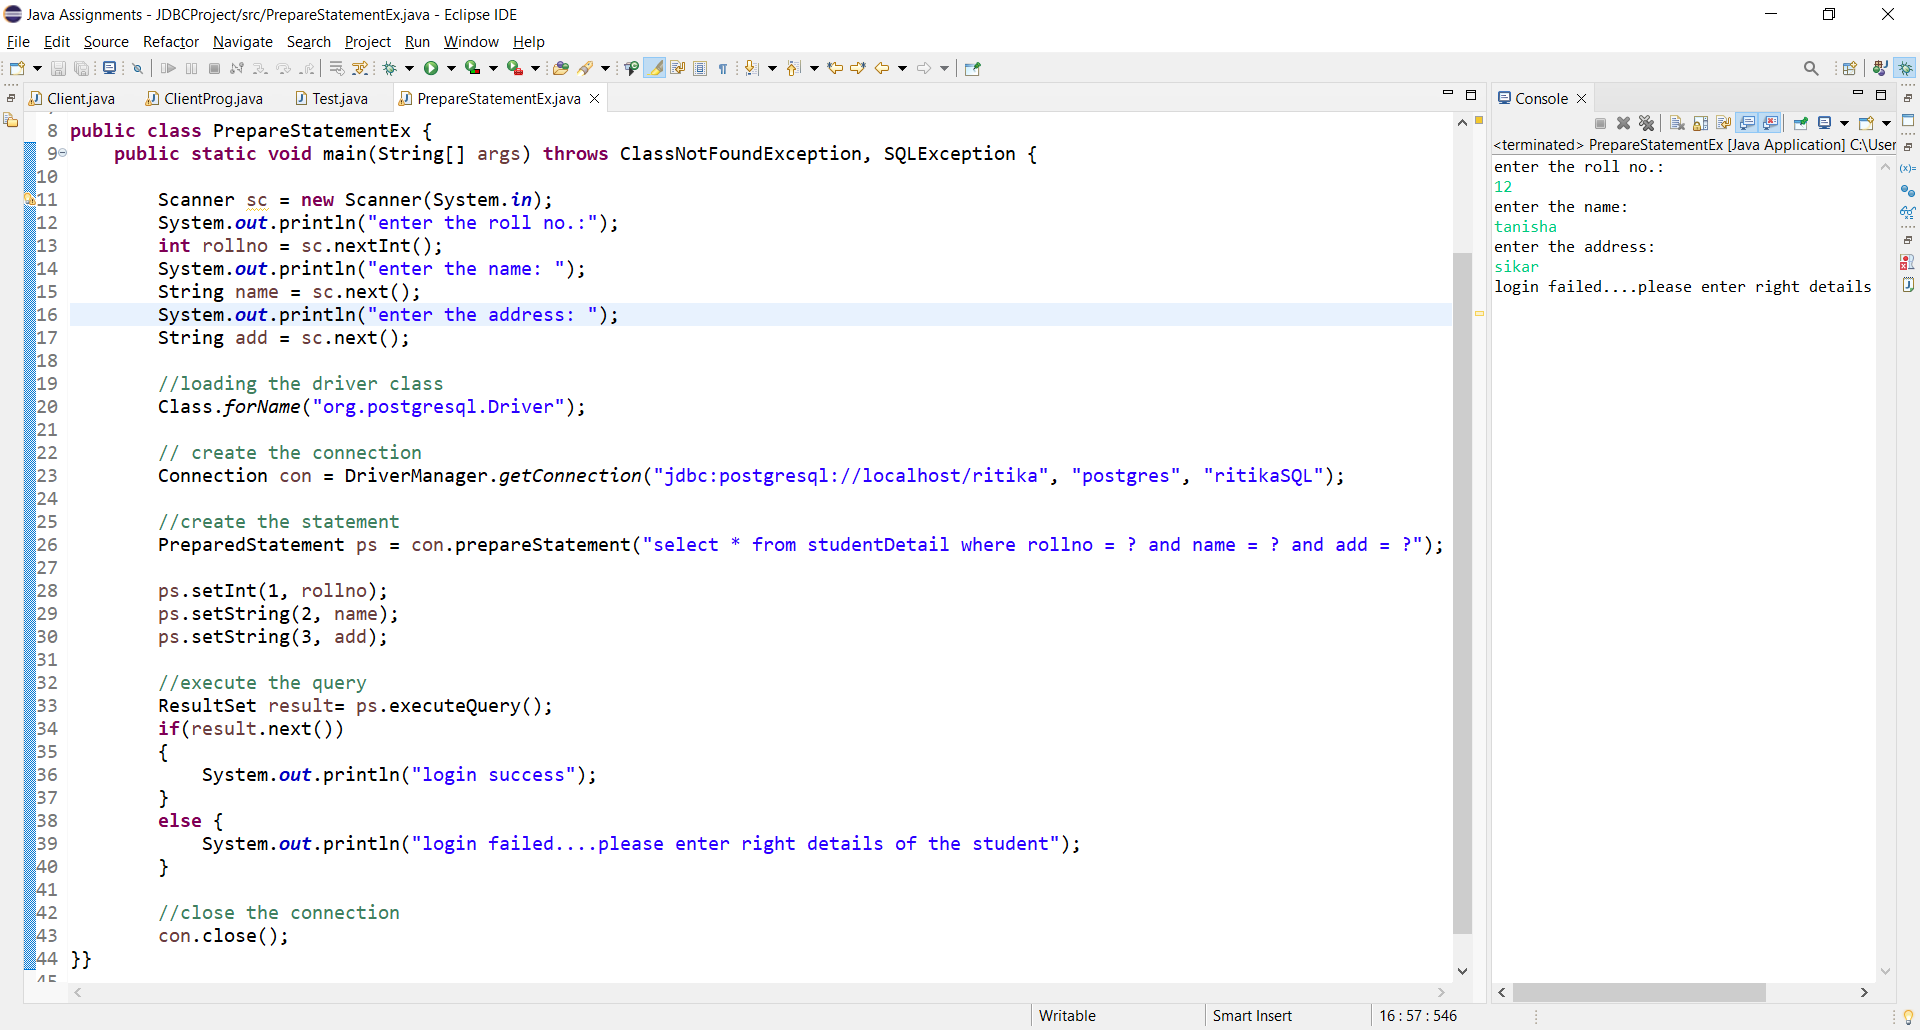 Java Assignments - JDBCProject/src/PrepareStatementEx.java - Eclipse IDE
File Edit Source Refactor Navigate Search Project Run Window Help
Client.java ClientProg.java Test.java PrepareStatementEx.java
8 public class PrepareStatementEx {
9 public static void main(String[] args) throws ClassNotFoundException, SQLException {
10
11 Scanner sc = new Scanner(System.in);
12 System.out.println("enter the roll no.:");
13 int rollno = sc.nextInt();
14 System.out.println("enter the name: ");
15 String name = sc.next();
16 System.out.println("enter the address: ");
17 String add = sc.next();
18
19 //loading the driver class
20 Class.forName("org.postgresql.Driver");
21
22 // create the connection
23 Connection con = DriverManager.getConnection("jdbc:postgresql://localhost/ritika", "postgres", "ritikaSQL");
24
25 //create the statement
26 PreparedStatement ps = con.prepareStatement("select * from studentDetail where rollno = ? and name = ? and add = ?");
27
28 ps.setInt(1, rollno);
29 ps.setString(2, name);
30 ps.setString(3, add);
31
32 //execute the query
33 ResultSet result= ps.executeQuery();
34 if(result.next())
35 {
36 System.out.println("login success");
37 }
38 else {
39 System.out.println("login failed....please enter right details of the student");
40 }
41
42 //close the connection
43 con.close();
44 }}
45
Console
<terminated> PrepareStatementEx [Java Application] C:\User
enter the roll no.:
12
enter the name:
tanisha
enter the address:
sikar
login failed....please enter right details
Writable Smart Insert 16 : 57 : 546